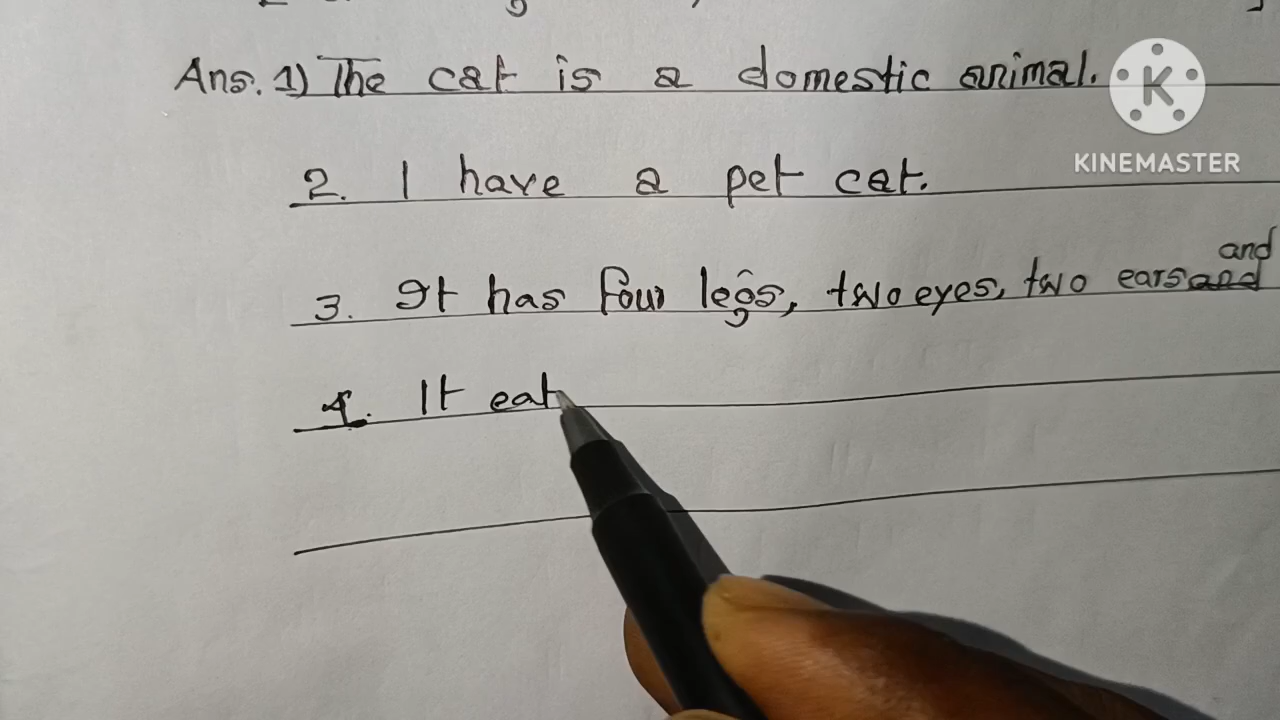 Ans. 1) The cat is a domestic animal.
KINEMASTER
2. I have a pet cat.
and
3. It has four legs, two eyes, two ears and
4. It eat